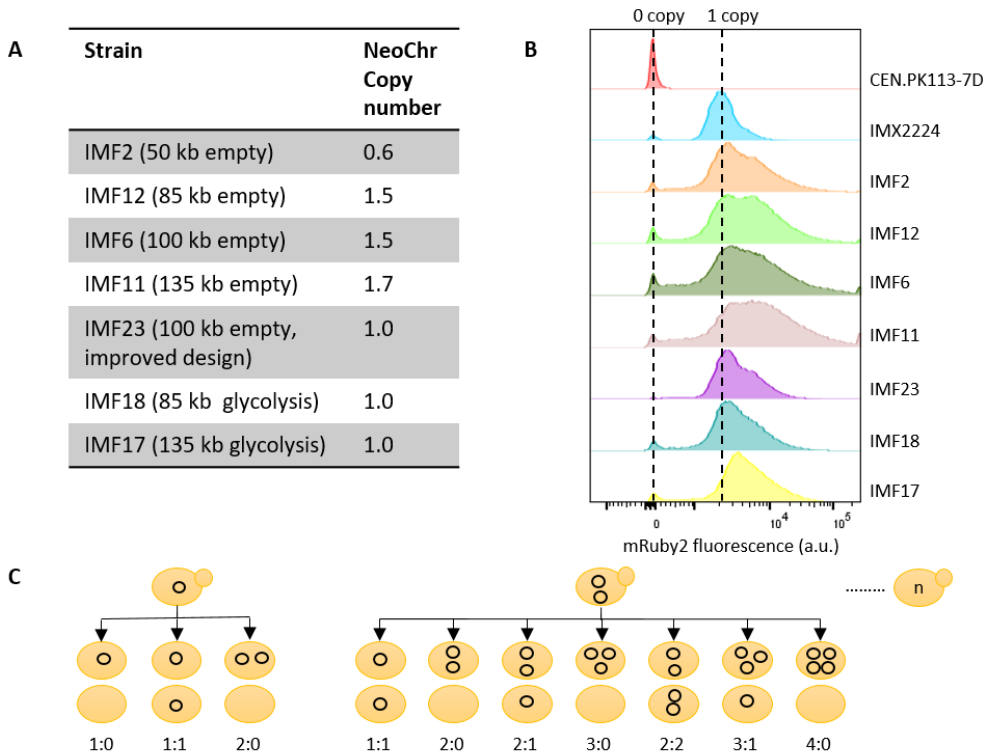 A
Strain
NeoChr
Copy
number
IMF2 (50 kb empty)
0.6
IMF12 (85 kb empty)
1.5
IMF6 (100 kb empty)
1.5
IMF11 (135 kb empty)
1.7
IMF23 (100 kb empty,
improved design)
1.0
IMF18 (85 kb glycolysis)
1.0
IMF17 (135 kb glycolysis)
1.0
B
0 copy
1 copy
CEN.PK113-7D
IMX2224
IMF2
IMF12
IMF6
IMF11
IMF23
IMF18
IMF17
0
10^4
10^5
mRuby2 fluorescence (a.u.)
C
n
1:0
1:1
2:0
1:1
2:0
2:1
3:0
2:2
3:1
4:0